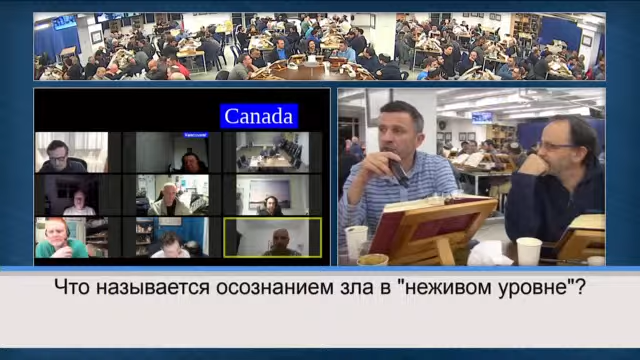 Canada
Что называется осознанием зла в "неживом уровне"?